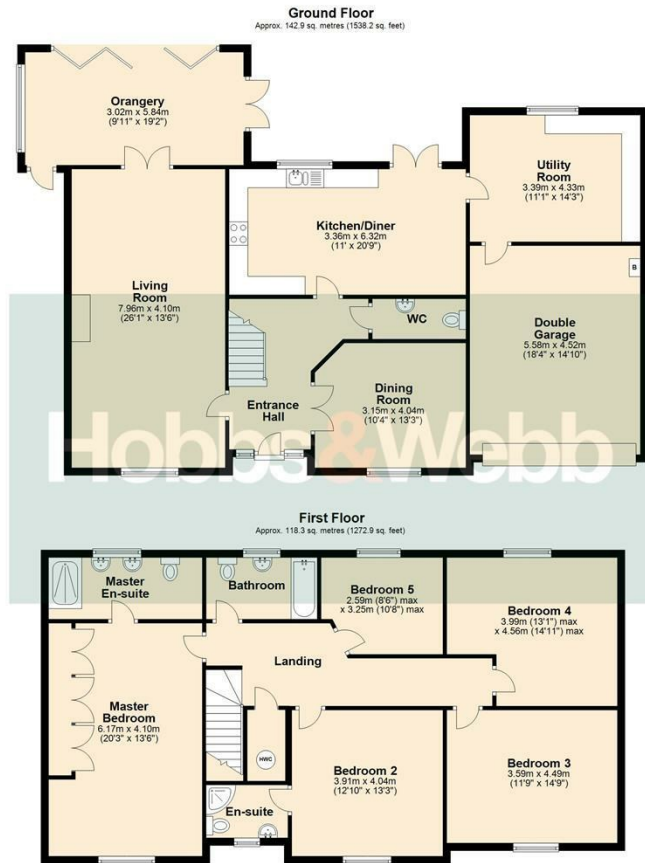 Ground Floor
Approx. 142.9 sq. metres (1538.2 sq. feet)
Orangery
3.02m x 5.84m
(9'11" x 19'2")
Utility
Room
3.39m x 4.33m
(11'1" x 14'3")
Kitchen/Diner
3.36m x 6.32m
(11' x 20'9")
Living
Room
7.96m x 4.10m
(26'1" x 13'6")
B
WC
Double
Garage
5.58m x 4.52m
(18'4" x 14'10")
Dining
Room
3.15m x 4.04m
(10'4" x 13'3")
Entrance
Hall
Hobbs&Webb
First Floor
Approx. 118.3 sq. metres (1272.9 sq. feet)
Master
En-suite
Bathroom
Bedroom 5
2.59m (8'6") max
x 3.25m (10'8") max
Bedroom 4
3.99m (13'1") max
x 4.56m (14'11") max
Landing
Master
Bedroom
6.17m x 4.10m
(20'3" x 13'6")
HWC
Bedroom 2
3.91m x 4.04m
(12'10" x 13'3")
Bedroom 3
3.59m x 4.49m
(11'9" x 14'9")
En-suite